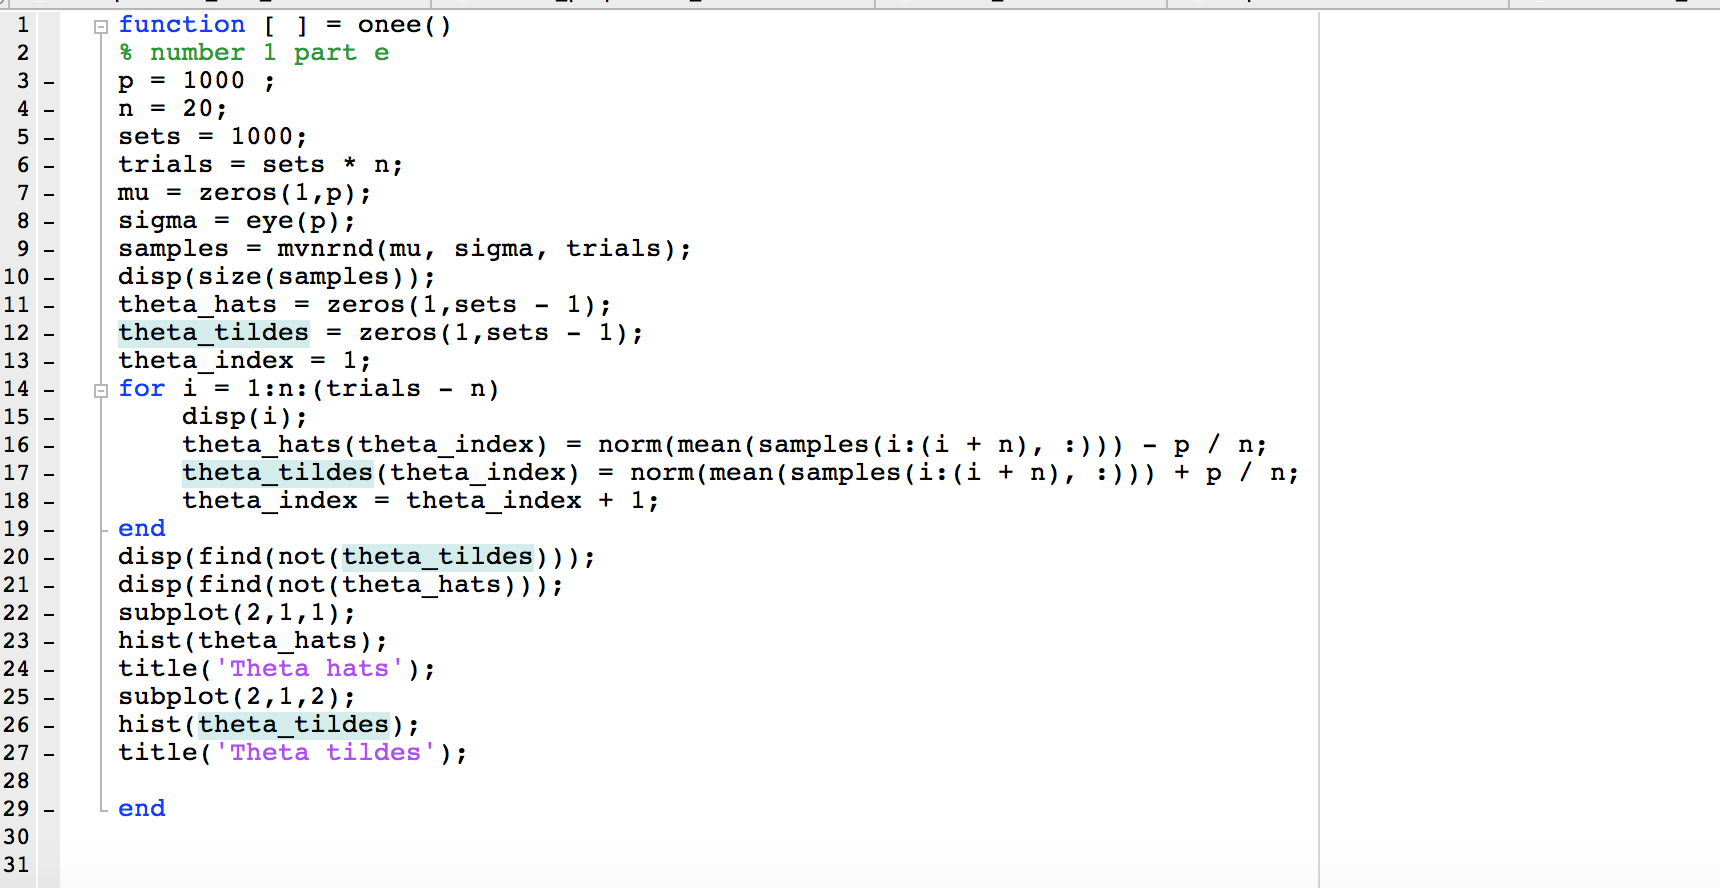 1 function [ ] = onee()
2 % number 1 part e
3 - p = 1000 ;
4 - n = 20;
5 - sets = 1000;
6 - trials = sets * n;
7 - mu = zeros(1,p);
8 - sigma = eye(p);
9 - samples = mvnrnd(mu, sigma, trials);
10 - disp(size(samples));
11 - theta_hats = zeros(1,sets - 1);
12 - theta_tildes = zeros(1,sets - 1);
13 - theta_index = 1;
14 - for i = 1:n:(trials - n)
15 - disp(i);
16 - theta_hats(theta_index) = norm(mean(samples(i:(i + n), :))) - p / n;
17 - theta_tildes(theta_index) = norm(mean(samples(i:(i + n), :))) + p / n;
18 - theta_index = theta_index + 1;
19 - end
20 - disp(find(not(theta_tildes)));
21 - disp(find(not(theta_hats)));
22 - subplot(2,1,1);
23 - hist(theta_hats);
24 - title('Theta hats');
25 - subplot(2,1,2);
26 - hist(theta_tildes);
27 - title('Theta tildes');
28
29 - end
30
31